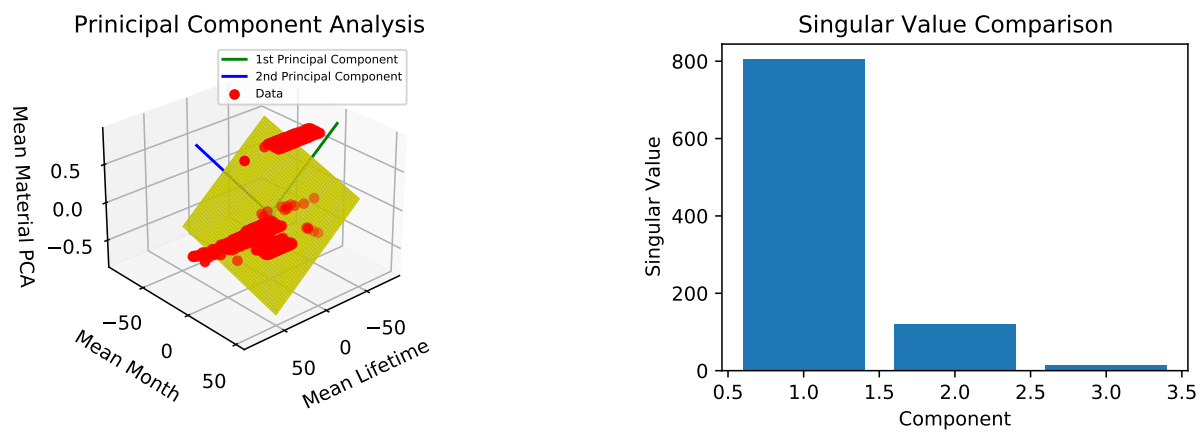 Prinicipal Component Analysis
1st Prinicipal Component
2nd Principal Component
Data
Mean Material PCA
0.5
0.0
−0.5
−50
0
50
Mean Month
50
0
−50
Mean Lifetime
Singular Value Comparison
Singular Value
800
600
400
200
0
0.5 1.0 1.5 2.0 2.5 3.0 3.5
Component